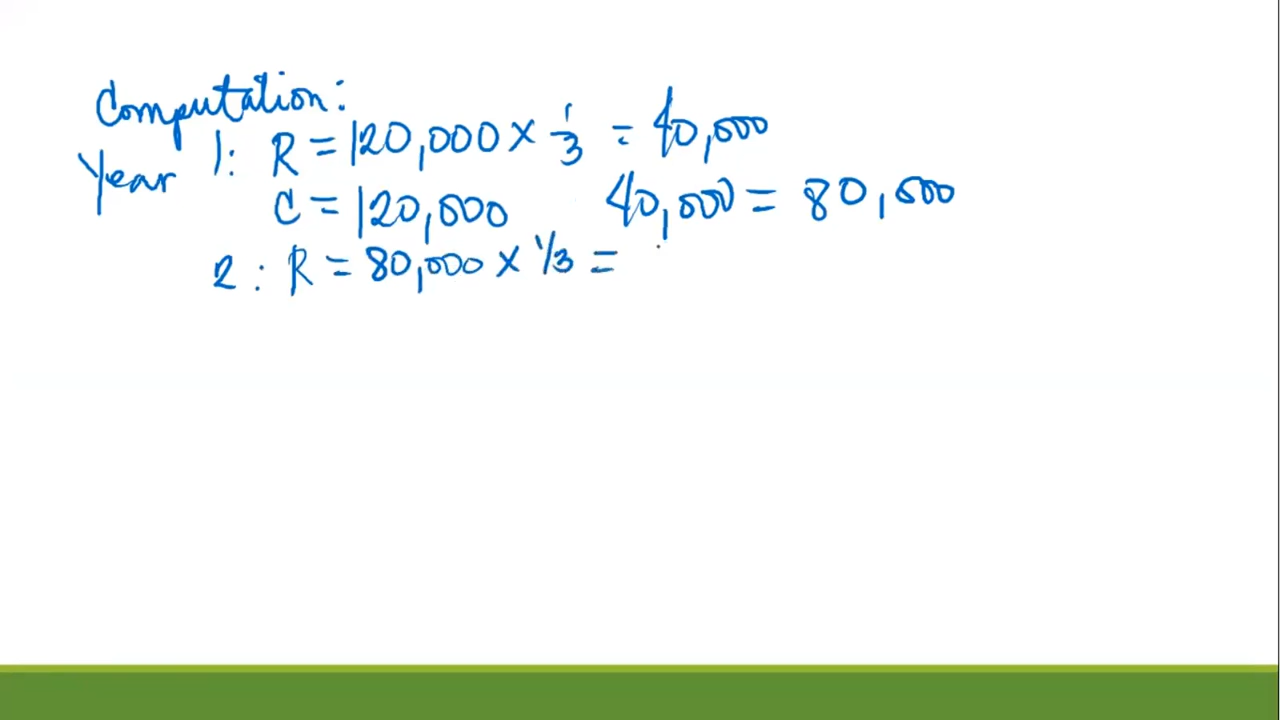 Computation:
Year 1: R = 120,000 × 1/3 = 40,000
C = 120,000 40,000 = 80,000
2: R = 80,000 × 1/3 =